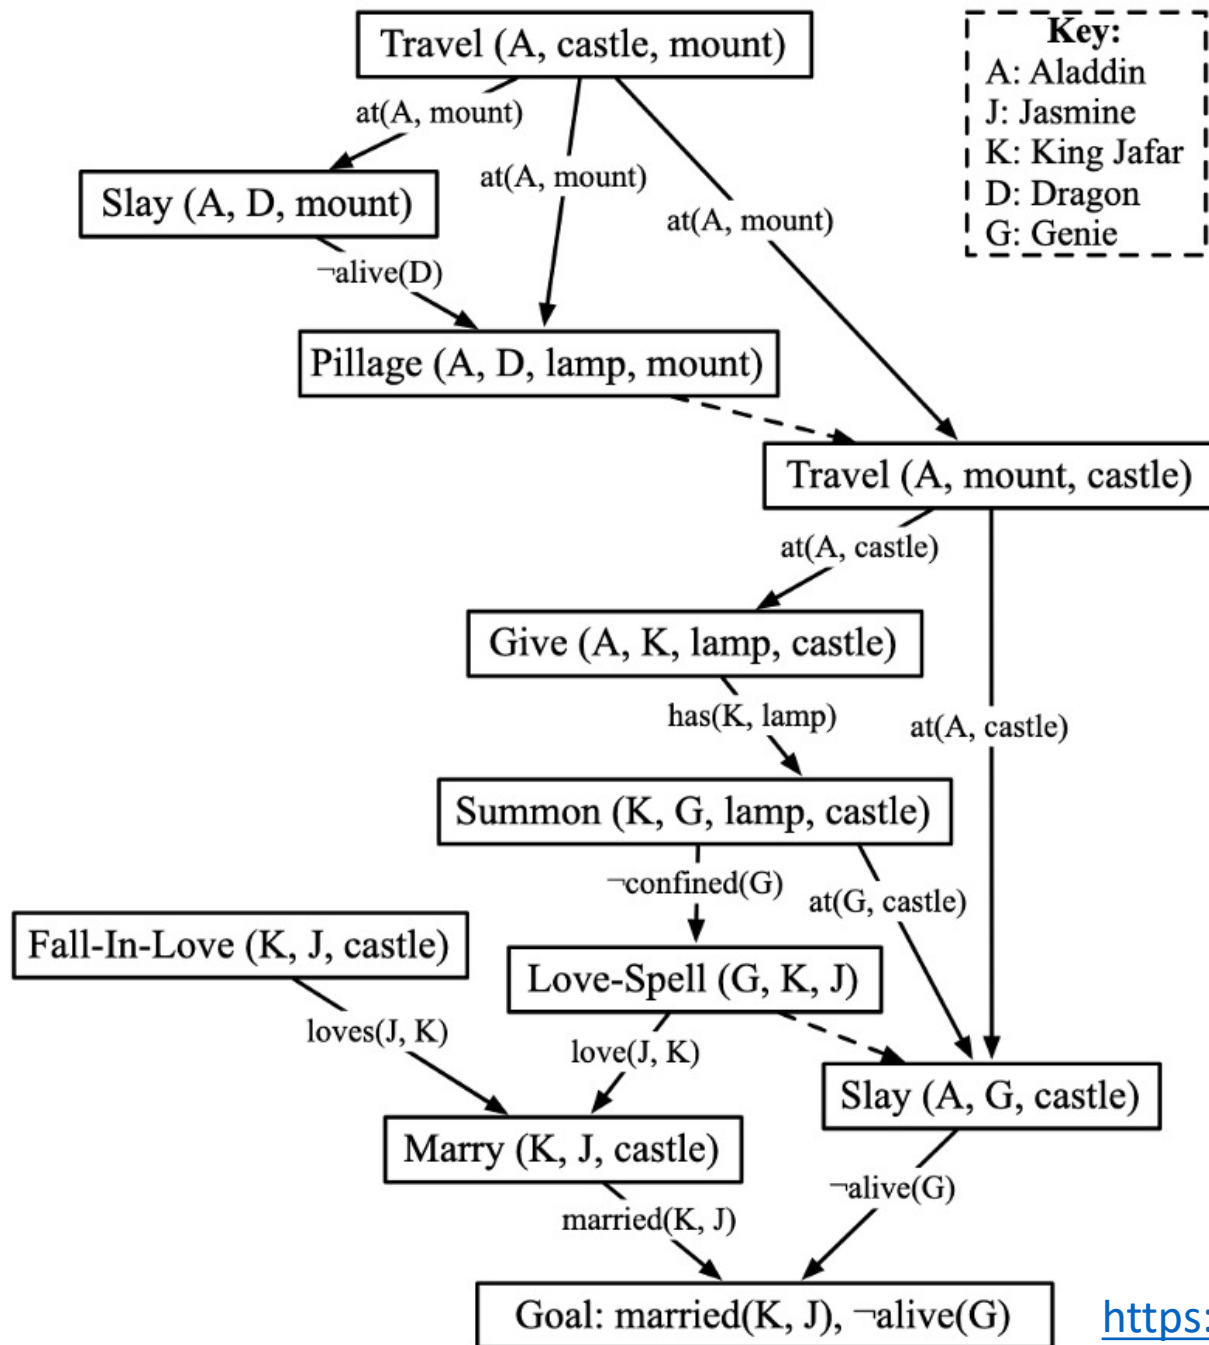 Travel (A, castle, mount)
Key:
A: Aladdin
J: Jasmine
K: King Jafar
D: Dragon
G: Genie
at(A, mount)
at(A, mount)
at(A, mount)
Slay (A, D, mount)
¬alive(D)
Pillage (A, D, lamp, mount)
Travel (A, mount, castle)
at(A, castle)
Give (A, K, lamp, castle)
has(K, lamp)
at(A, castle)
Summon (K, G, lamp, castle)
¬confined(G)
at(G, castle)
Fall-In-Love (K, J, castle)
Love-Spell (G, K, J)
loves(J, K)
love(J, K)
Slay (A, G, castle)
Marry (K, J, castle)
¬alive(G)
married(K, J)
Goal: married(K, J), ¬alive(G)
https: